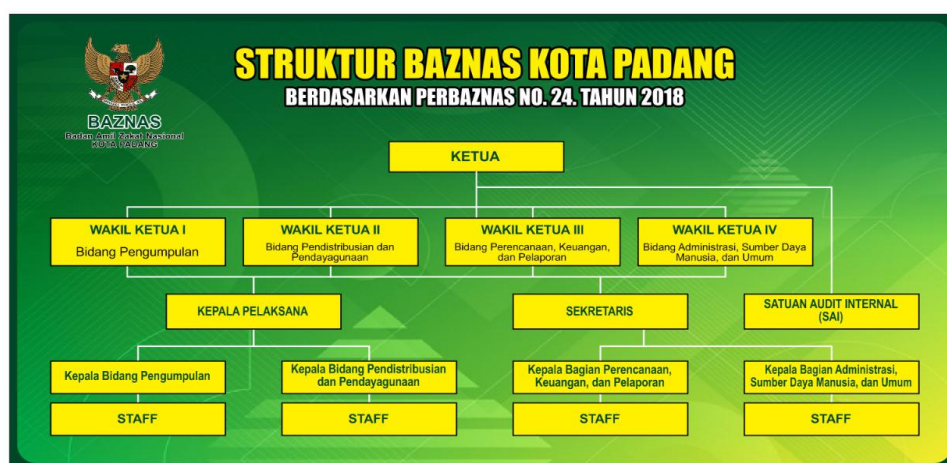 STRUKTUR BAZNAS KOTA PADANG
BERDASARKAN PERBAZNAS NO. 24. TAHUN 2018
BAZNAS
Badan Amil Zakat Nasional
KOTA PADANG
KETUA
WAKIL KETUA I
Bidang Pengumpulan
WAKIL KETUA II
Bidang Pendistribusian dan
Pendayagunaan
WAKIL KETUA III
Bidang Perencanaan, Keuangan,
dan Pelaporan
WAKIL KETUA IV
Bidang Administrasi, Sumber Daya
Manusia, dan Umum
KEPALA PELAKSANA
SEKRETARIS
SATUAN AUDIT INTERNAL
(SAI)
Kepala Bidang Pengumpulan
Kepala Bidang Pendistribusian
dan Pendayagunaan
Kepala Bagian Perencanaan,
Keuangan, dan Pelaporan
Kepala Bagian Administrasi,
Sumber Daya Manusia, dan Umum
STAFF
STAFF
STAFF
STAFF